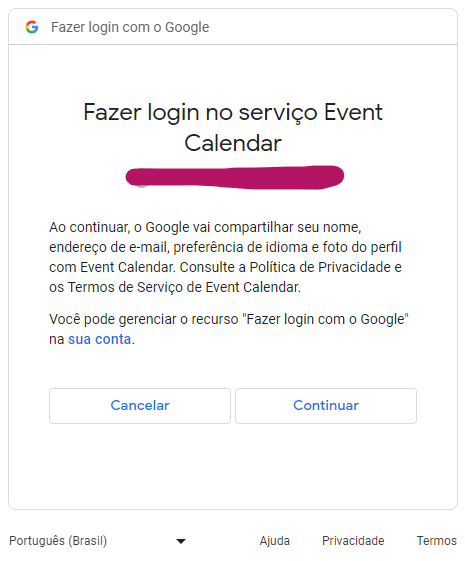 Fazer login com o Google
Fazer login no serviço Event
Calendar
Ao continuar, o Google vai compartilhar seu nome,
endereço de e-mail, preferência de idioma e foto do perfil
com Event Calendar. Consulte a Política de Privacidade e
os Termos de Serviço de Event Calendar.
Você pode gerenciar o recurso "Fazer login com o Google"
na sua conta.
Cancelar
Continuar
Português (Brasil)
Ajuda
Privacidade
Termos